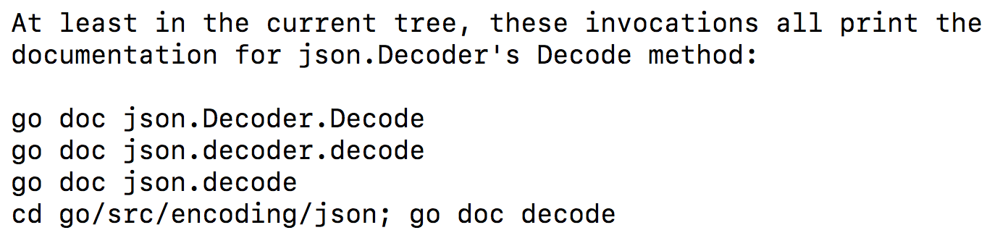 At least in the current tree, these invocations all print the
documentation for json.Decoder's Decode method:

go doc json.Decoder.Decode
go doc json.decoder.decode
go doc json.decode
cd go/src/encoding/json; go doc decode